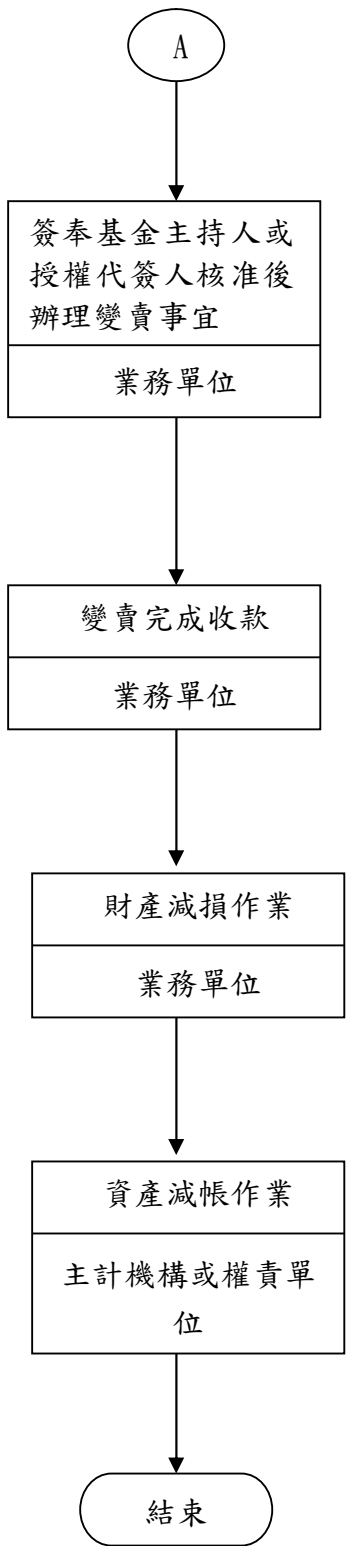 A
簽奉基金主持人或
授權代簽人核准後
辦理變賣事宜
業務單位
變賣完成收款
業務單位
財產減損作業
業務單位
資產減帳作業
主計機構或權責單
位
結束